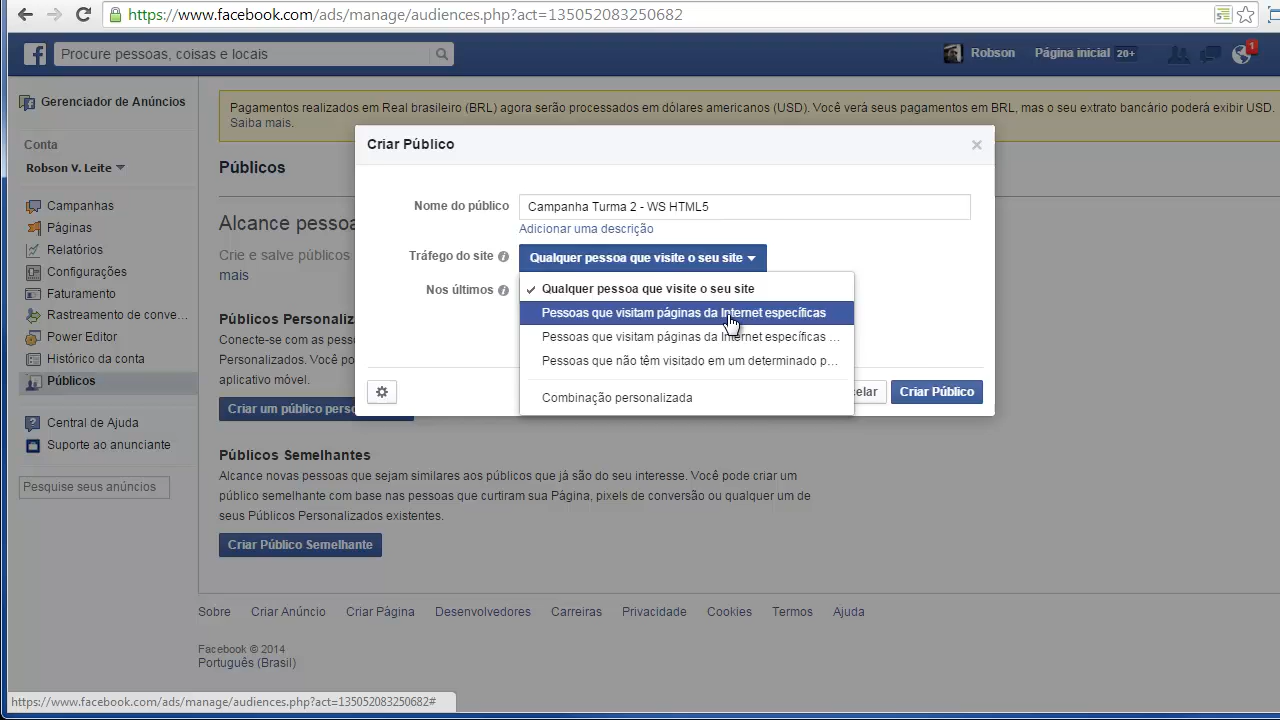 https://www.facebook.com/ads/manage/audiences.php?act=135052083250682
Procure pessoas, coisas e locais
Robson
Página inicial 20+
1
Gerenciador de Anúncios
Pagamentos realizados em Real brasileiro (BRL) agora serão processados em dólares americanos (USD). Você verá seus pagamentos em BRL, mas o seu extrato bancário poderá exibir USD.
Saiba mais.
Conta
Robson V. Leite
Campanhas
Páginas
Relatórios
Configurações
Faturamento
Rastreamento de conve...
Power Editor
Histórico da conta
Públicos
Central de Ajuda
Suporte ao anunciante
Pesquise seus anúncios
Públicos
Alcance pessoa
Crie e salve públicos
mais
Públicos Personaliz
Conecte-se com as pesso
Personalizados. Você po
aplicativo móvel.
Criar um público perso
Criar Público
Nome do público
Campanha Turma 2 - WS HTML5
Adicionar uma descrição
Tráfego do site
Qualquer pessoa que visite o seu site
Nos últimos
Qualquer pessoa que visite o seu site
Pessoas que visitam páginas da Internet específicas
Pessoas que visitam páginas da Internet específicas ...
Pessoas que não têm visitado em um determinado p...
Combinação personalizada
elar
Criar Público
Públicos Semelhantes
Alcance novas pessoas que sejam similares aos públicos que já são do seu interesse. Você pode criar um
público semelhante com base nas pessoas que curtiram sua Página, pixels de conversão ou qualquer um de
seus Públicos Personalizados existentes.
Criar Público Semelhante
Sobre Criar Anúncio Criar Página Desenvolvedores Carreiras Privacidade Cookies Termos Ajuda
Facebook © 2014
Português (Brasil)
https://www.facebook.com/ads/manage/audiences.php?act=135052083250682#